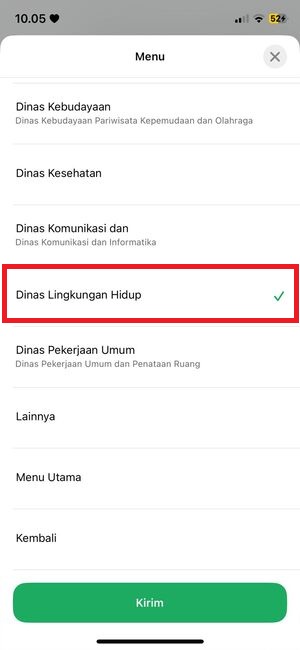 10.05
52
Menu
Dinas Kebudayaan
Dinas Kebudayaan Pariwisata Kepemudaan dan Olahraga
Dinas Kesehatan
Dinas Komunikasi dan
Dinas Komunikasi dan Informatika
Dinas Lingkungan Hidup
Dinas Pekerjaan Umum
Dinas Pekerjaan Umum dan Penataan Ruang
Lainnya
Menu Utama
Kembali
Kirim